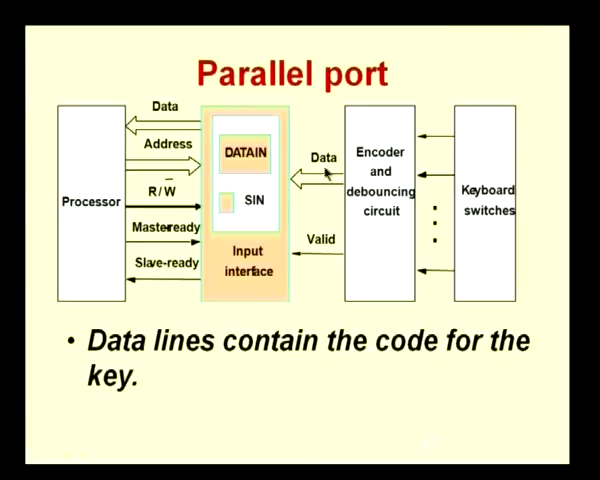 Parallel port
Data
Address
R/W̅
Master-ready
Slave-ready
Processor
DATAIN
SIN
Input
interface
Data
Valid
Encoder
and
debouncing
circuit
Keyboard
switches
• Data lines contain the code for the
key.